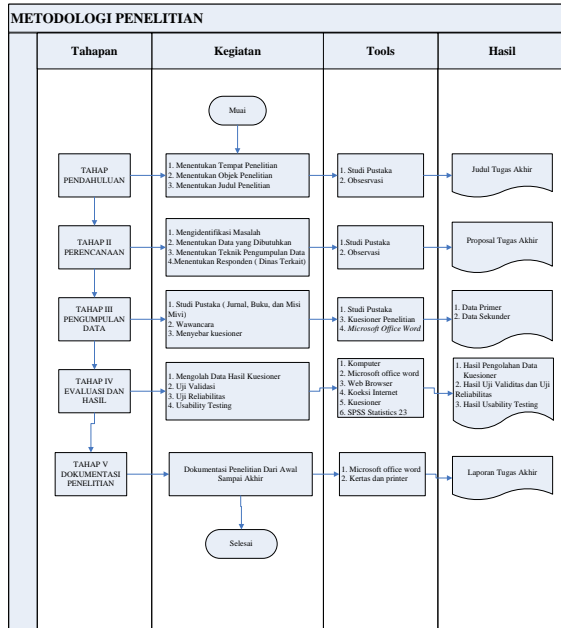 METODOLOGI PENELITIAN
Tahapan
Kegiatan
Tools
Hasil
Muai
TAHAP
PENDAHULUAN
1. Menentukan Tempat Penelitian
2. Menentukan Objek Penelitian
3. Menentukan Judul Penelitian
1. Studi Pustaka
2. Obsesrvasi
Judul Tugas Akhir
TAHAP II
PERENCANAAN
1. Mengidentifikasi Masalah
2. Menentukan Data yang Dibutuhkan
3. Menentukan Teknik Pengumpulan Data
4.Menentukan Responden ( Dinas Terkait)
1.Studi Pustaka
2. Observasi
Proposal Tugas Akhir
TAHAP III
PENGUMPULAN
DATA
1. Studi Pustaka ( Jurnal, Buku, dan Misi
Mivi)
2. Wawancara
3. Menyebar kuesioner
1. Studi Pustaka
3. Kuesioner Penelitian
4. Microsoft Office Word
1. Data Primer
2. Data Sekunder
TAHAP IV
EVALUASI DAN
HASIL
1. Mengolah Data Hasil Kuesioner
2. Uji Validasi
3. Uji Reliabilitas
4. Usability Testing
1. Komputer
2. Microsoft office word
3. Web Browser
4. Koeksi Internet
5. Kuesioner
6. SPSS Statistics 23
1. Hasil Pengolahan Data
Kuesioner
2. Hasil Uji Validitas dan Uji
Reliabilitas
3. Hasil Usability Testing
TAHAP V
DOKUMENTASI
PENELITIAN
Dokumentasi Penelitian Dari Awal
Sampai Akhir
1. Microsoft office word
2. Kertas dan printer
Laporan Tugas Akhir
Selesai